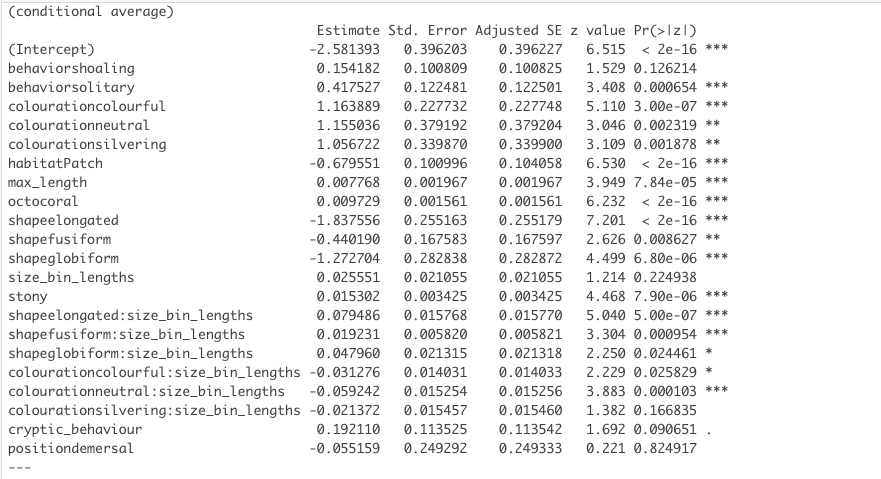 (conditional average)
Estimate Std. Error Adjusted SE z value Pr(>|z|)
(Intercept) -2.581393 0.396203 0.396227 6.515 < 2e-16 ***
behaviorshoaling 0.154182 0.100809 0.100825 1.529 0.126214
behaviorsolitary 0.417527 0.122481 0.122501 3.408 0.000654 ***
colourationcolourful 1.163889 0.227732 0.227748 5.110 3.00e-07 ***
colourationneutral 1.155036 0.379192 0.379204 3.046 0.002319 **
colourationsilvering 1.056722 0.339870 0.339900 3.109 0.001878 **
habitatPatch -0.679551 0.100996 0.104058 6.530 < 2e-16 ***
max_length 0.007768 0.001967 0.001967 3.949 7.84e-05 ***
octocoral 0.009729 0.001561 0.001561 6.232 < 2e-16 ***
shapeelongated -1.837556 0.255163 0.255179 7.201 < 2e-16 ***
shapefusiform -0.440190 0.167583 0.167597 2.626 0.008627 **
shapeglobiform -1.272704 0.282838 0.282872 4.499 6.80e-06 ***
size_bin_lengths 0.025551 0.021055 0.021055 1.214 0.224938
stony 0.015302 0.003425 0.003425 4.468 7.90e-06 ***
shapeelongated:size_bin_lengths 0.079486 0.015768 0.015770 5.040 5.00e-07 ***
shapefusiform:size_bin_lengths 0.019231 0.005820 0.005821 3.304 0.000954 ***
shapeglobiform:size_bin_lengths 0.047960 0.021315 0.021318 2.250 0.024461 *
colourationcolourful:size_bin_lengths -0.031276 0.014031 0.014033 2.229 0.025829 *
colourationneutral:size_bin_lengths -0.059242 0.015254 0.015256 3.883 0.000103 ***
colourationsilvering:size_bin_lengths -0.021372 0.015457 0.015460 1.382 0.166835
cryptic_behaviour 0.192110 0.113525 0.113542 1.692 0.090651 .
positiondemersal -0.055159 0.249292 0.249333 0.221 0.824917
---